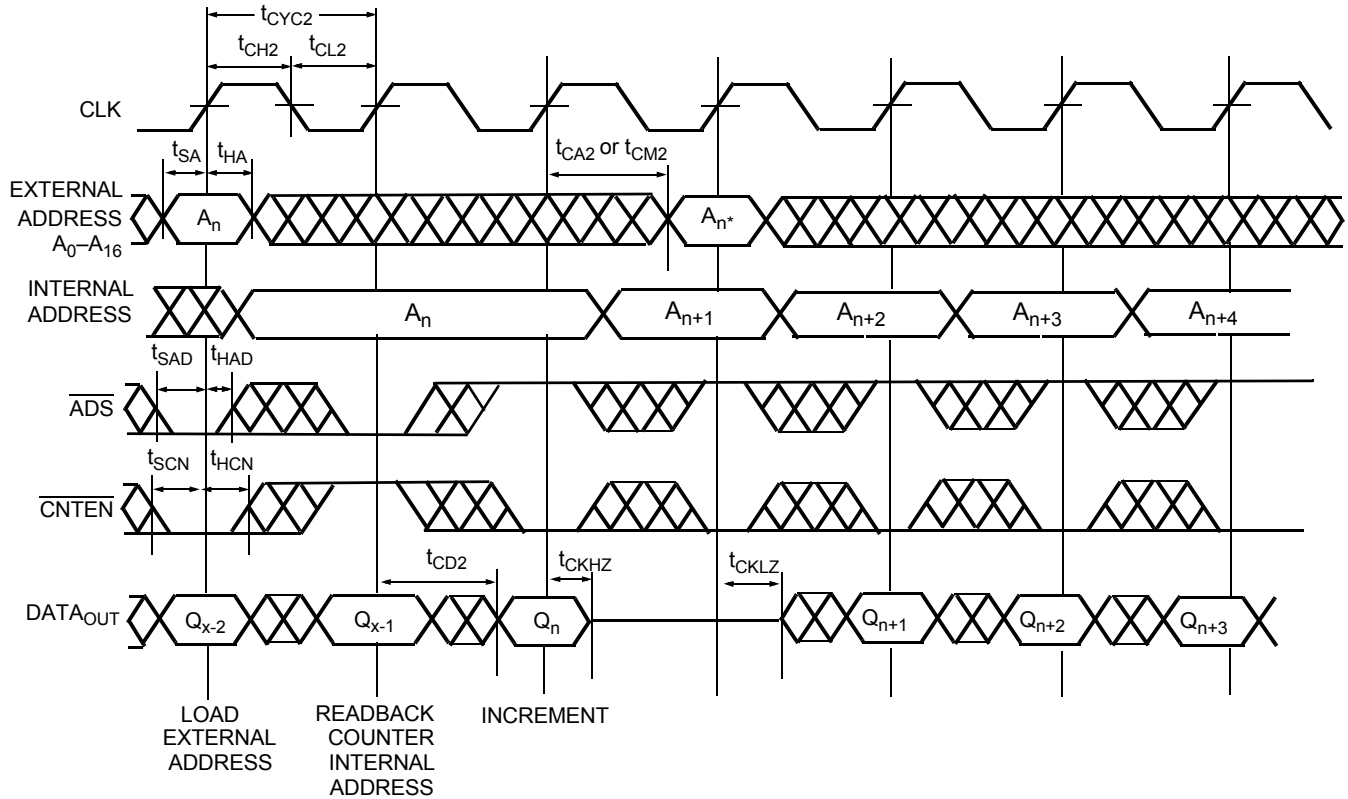 tCYC2
tCH2
tCL2
CLK
tSA
tHA
tCA2 or tCM2
EXTERNAL
ADDRESS
A0–A16
An
An*
INTERNAL
ADDRESS
An
An+1
An+2
An+3
An+4
tSAD
tHAD
ADS
tSCN
tHCN
CNTEN
tCD2
tCKHZ
tCKLZ
DATAOUT
Qx-2
Qx-1
Qn
Qn+1
Qn+2
Qn+3
LOAD
EXTERNAL
ADDRESS
READBACK
COUNTER
INTERNAL
ADDRESS
INCREMENT